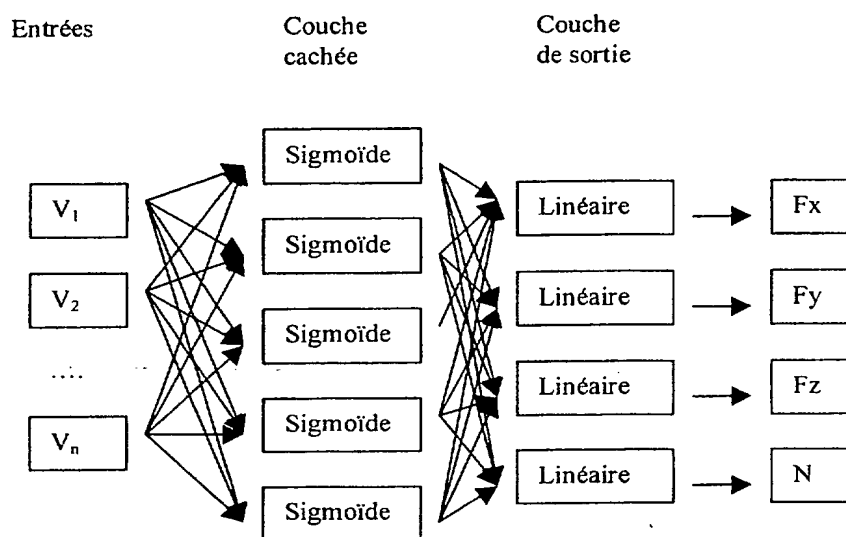 Entrées
Couche
cachée
Couche
de sortie
V₁
V₂
....
Vₙ
Sigmoïde
Sigmoïde
Sigmoïde
Sigmoïde
Sigmoïde
Linéaire
Linéaire
Linéaire
Linéaire
Fx
Fy
Fz
N